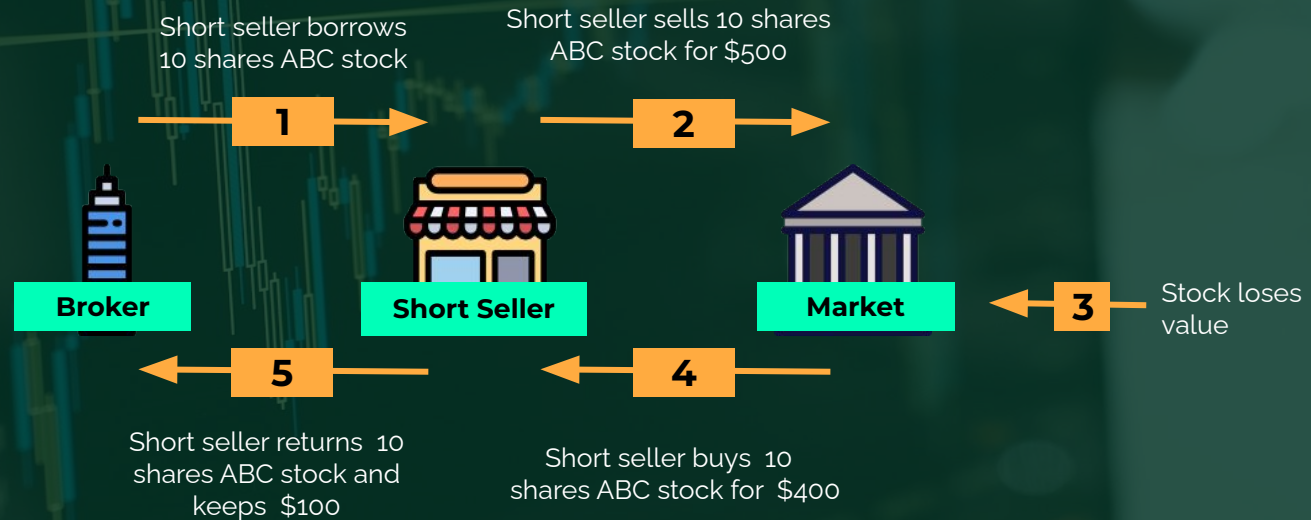 Short seller borrows
10 shares ABC stock
Short seller sells 10 shares
ABC stock for $500
1
2
Broker
Short Seller
Market
3
Stock loses
value
5
4
Short seller returns 10
shares ABC stock and
keeps $100
Short seller buys 10
shares ABC stock for $400